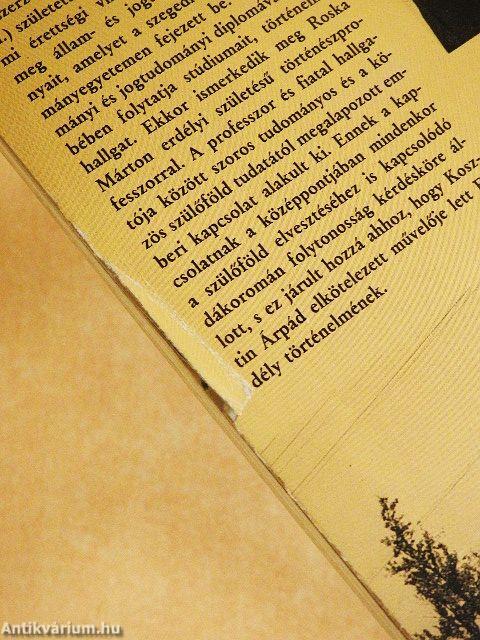 .) születete
mi érettségi vi
meg állam- és jog
nyait, amelyet a szegedi
mányegyetemen fejezett be.
mányi és jogtudományi diplomáva
bében folytatja stúdiumait, történelm
hallgat. Ekkor ismerkedik meg Roska
Márton erdélyi születésű történészpro-
fesszorral. A professzor és fiatal hallga-
tója között szoros tudományos és a kö-
zös szülőföld tudatától megalapozott em-
beri kapcsolat alakult ki. Ennek a kap-
csolatnak a középpontjában mindenkor
a szülőföld elvesztéséhez is kapcsolódó
dákoromán folytonosság kérdésköre ál-
lott, s ez járult hozzá ahhoz, hogy Kosz-
tin Árpád elkötelezett művelője lett
dély történelmének.
Antikvárium.hu